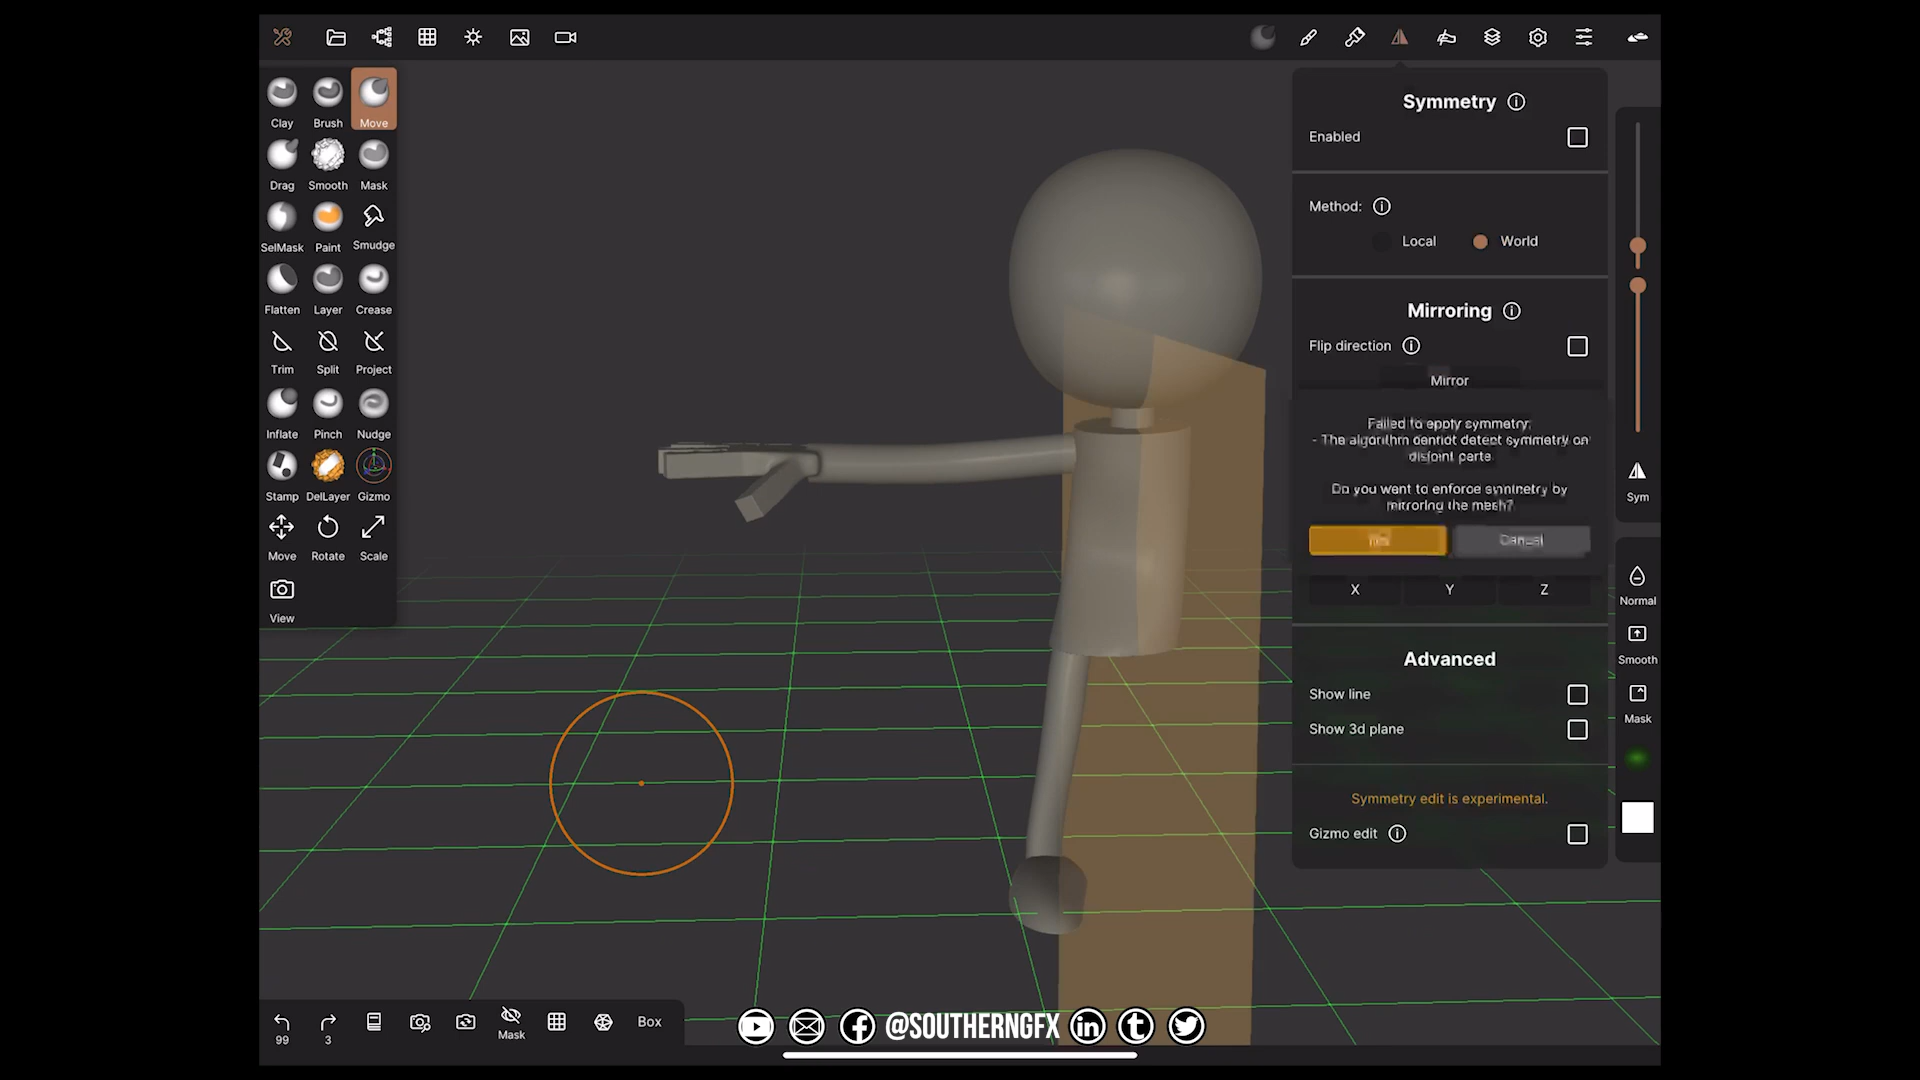 Clay Brush Move
Drag Smooth Mask
SelMask Paint Smudge
Flatten Layer Crease
Trim Split Project
Inflate Pinch Nudge
Stamp DelLayer Gizmo
Move Rotate Scale
View
Symmetry
Enabled
Method:
Local World
Mirroring
Flip direction
Mirror
Failed to apply symmetry:
- The algorithm cannot detect symmetry on
disjoint parts
Do you want to enforce symmetry by
mirroring the mesh?
Yes Cancel
X Y Z
Advanced
Show line
Show 3d plane
Symmetry edit is experimental.
Gizmo edit
Sym
Normal
Smooth
Mask
99 3 Mask Box
@SOUTHERNGFX